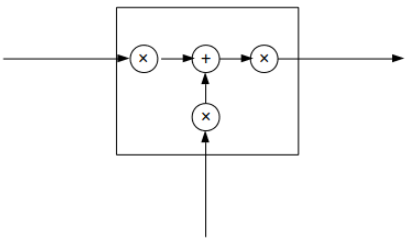 × + ×
×